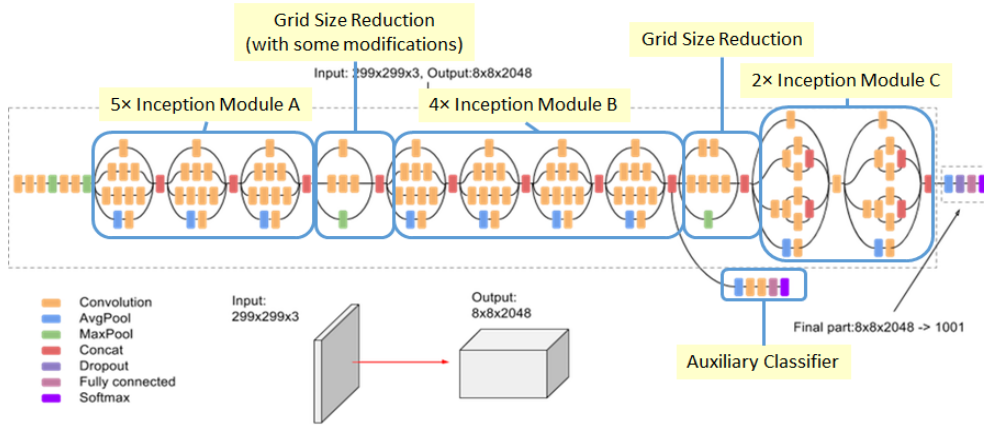 Grid Size Reduction
(with some modifications)
Grid Size Reduction
Input: 299x299x3, Output:8x8x2048
5× Inception Module A
4× Inception Module B
2× Inception Module C
Convolution
AvgPool
MaxPool
Concat
Dropout
Fully connected
Softmax
Input:
299x299x3
Output:
8x8x2048
Final part:8x8x2048 -> 1001
Auxiliary Classifier